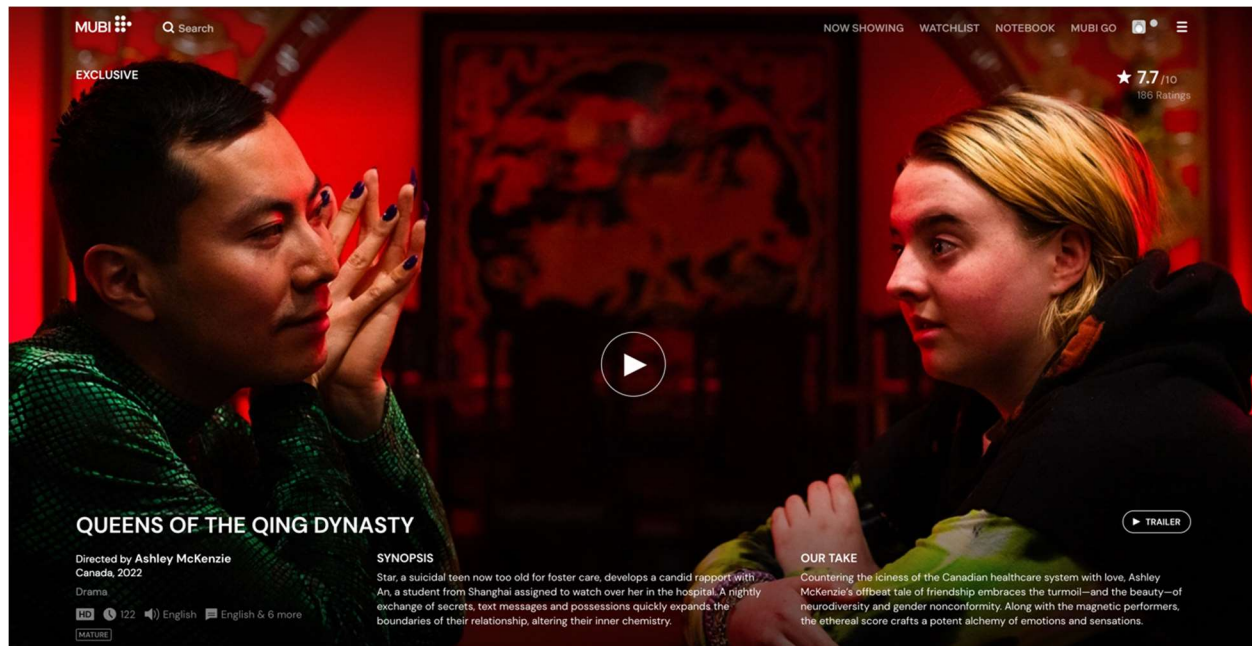 MUBI
Search
NOW SHOWING WATCHLIST NOTEBOOK MUBI GO
EXCLUSIVE
7.7 /10
186 Ratings
QUEENS OF THE QING DYNASTY
TRAILER
Directed by Ashley McKenzie
Canada, 2022
Drama
HD 122 English English & 6 more
MATURE
SYNOPSIS
Star, a suicidal teen now too old for foster care, develops a candid rapport with
An, a student from Shanghai assigned to watch over her in the hospital. A nightly
exchange of secrets, text messages and possessions quickly expands the
boundaries of their relationship, altering their inner chemistry.
OUR TAKE
Countering the iciness of the Canadian healthcare system with love, Ashley
McKenzie's offbeat tale of friendship embraces the turmoil—and the beauty—of
neurodiversity and gender nonconformity. Along with the magnetic performers,
the ethereal score crafts a potent alchemy of emotions and sensations.